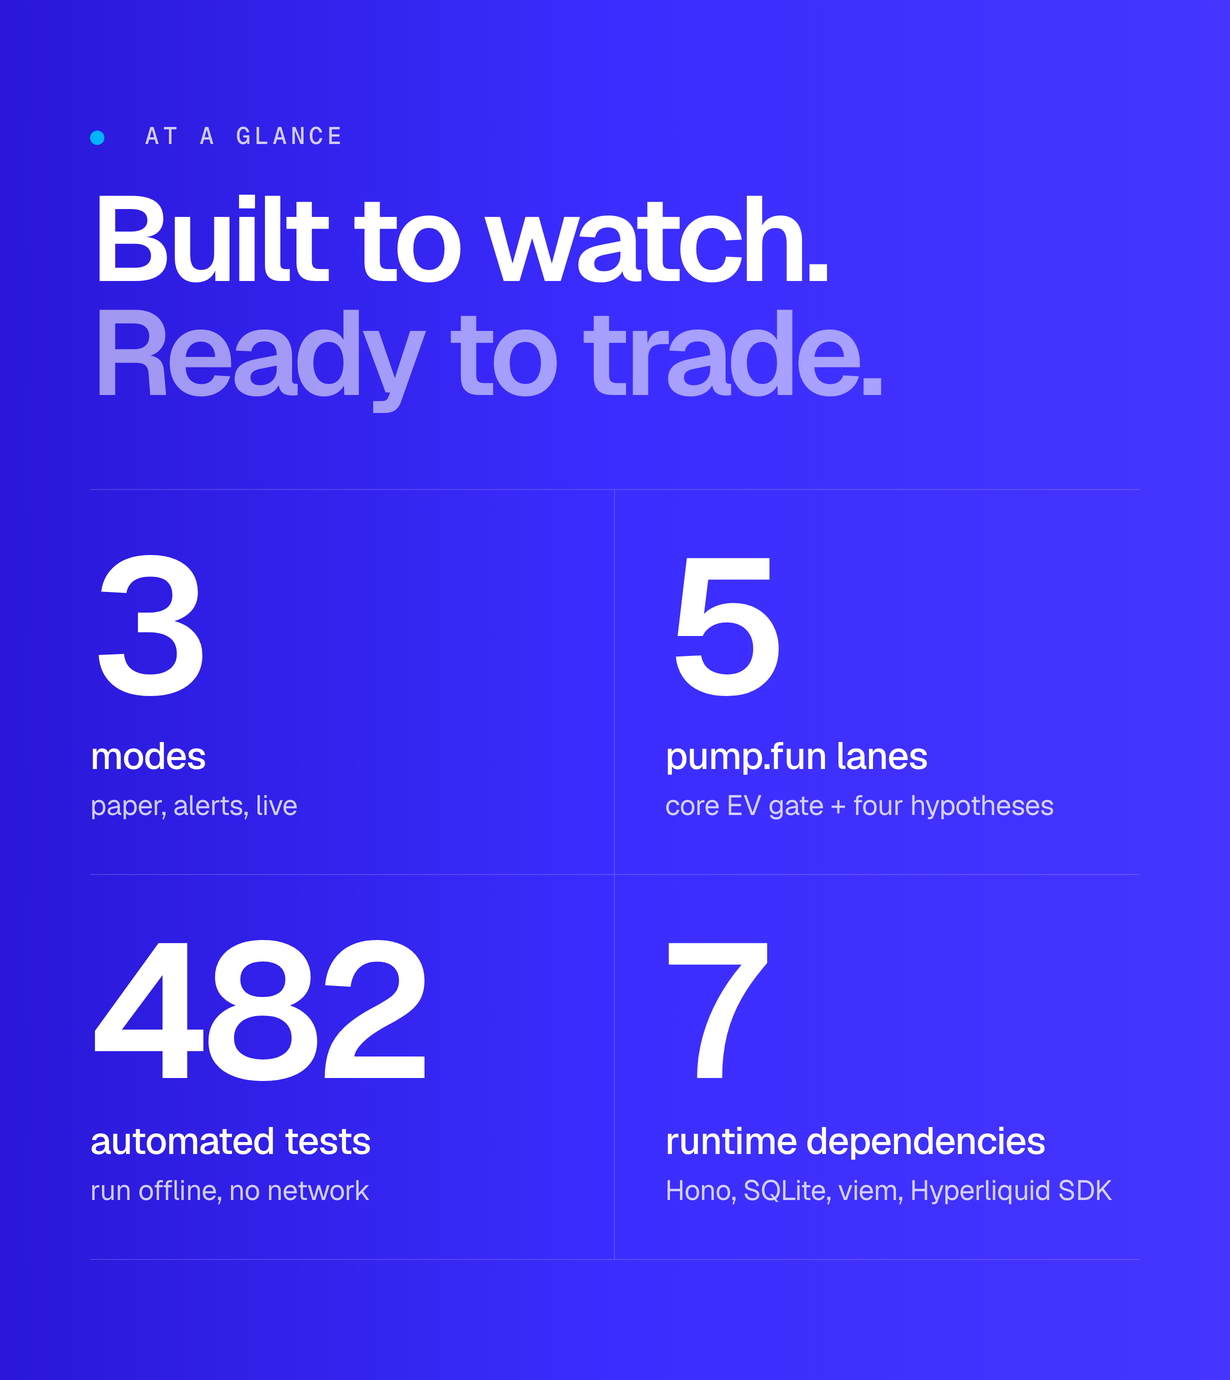 AT A GLANCE
Built to watch.
Ready to trade.
3
modes
paper, alerts, live
5
pump.fun lanes
core EV gate + four hypotheses
482
automated tests
run offline, no network
7
runtime dependencies
Hono, SQLite, viem, Hyperliquid SDK